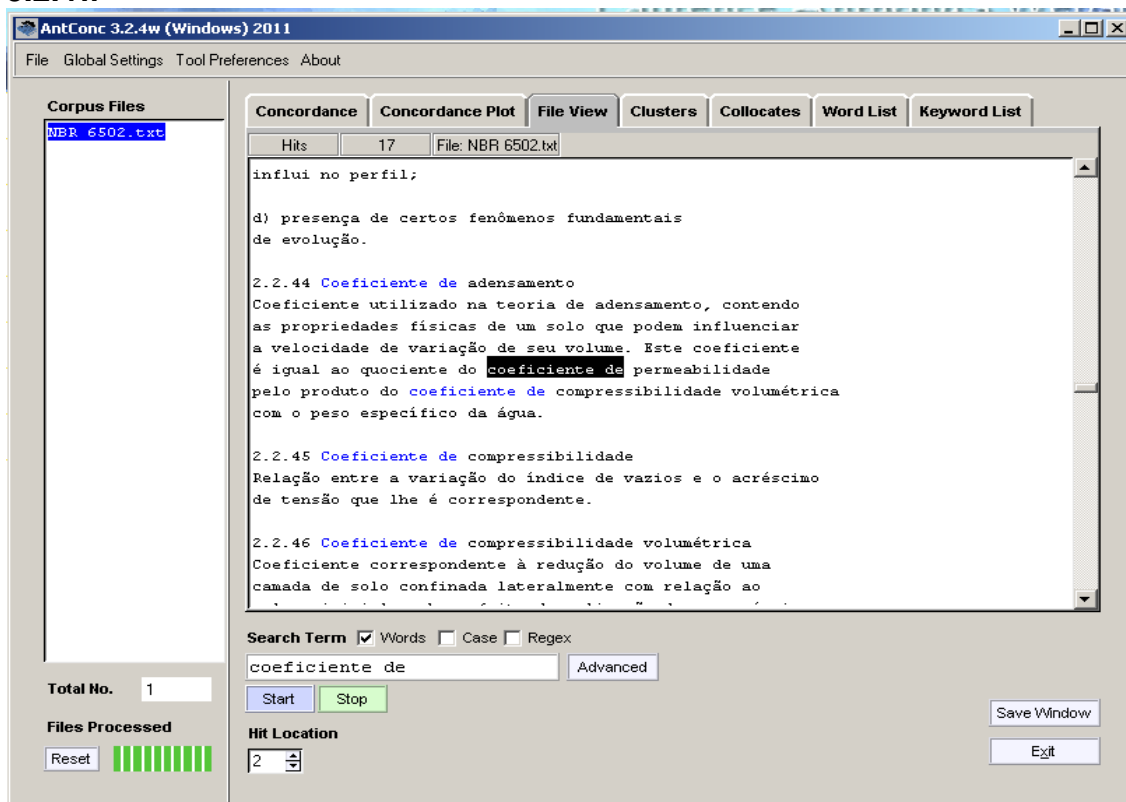 AntConc 3.2.4w (Windows) 2011
File Global Settings Tool Preferences About
Corpus Files
NBR 6502.txt
Concordance Concordance Plot File View Clusters Collocates Word List Keyword List
Hits 17 File: NBR 6502.txt
influi no perfil;
d) presença de certos fenômenos fundamentais
de evolução.
2.2.44 Coeficiente de adensamento
Coeficiente utilizado na teoria de adensamento, contendo
as propriedades físicas de um solo que podem influenciar
a velocidade de variação de seu volume. Este coeficiente
é igual ao quociente do coeficiente de permeabilidade
pelo produto do coeficiente de compressibilidade volumétrica
com o peso específico da água.
2.2.45 Coeficiente de compressibilidade
Relação entre a variação do índice de vazios e o acréscimo
de tensão que lhe é correspondente.
2.2.46 Coeficiente de compressibilidade volumétrica
Coeficiente correspondente à redução do volume de uma
camada de solo confinada lateralmente com relação ao
Search Term Words Case Regex
coeficiente de Advanced
Start Stop
Hit Location
2
Total No. 1
Files Processed
Reset
Save Window
Exit